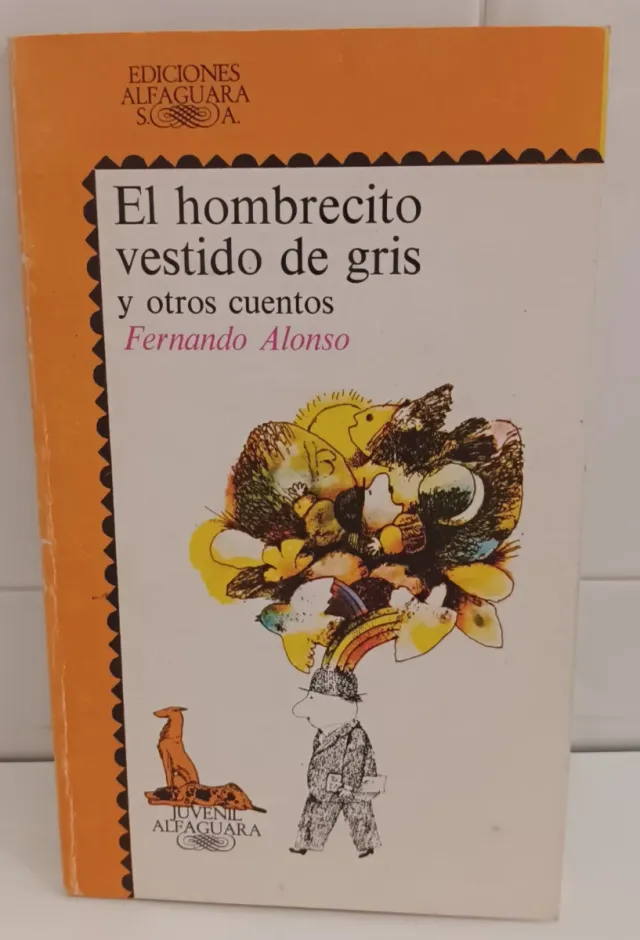 EDICIONES
ALFAGUARA
S. A.
El hombrecito
vestido de gris
y otros cuentos
Fernando Alonso
JUVENIL
ALFAGUARA